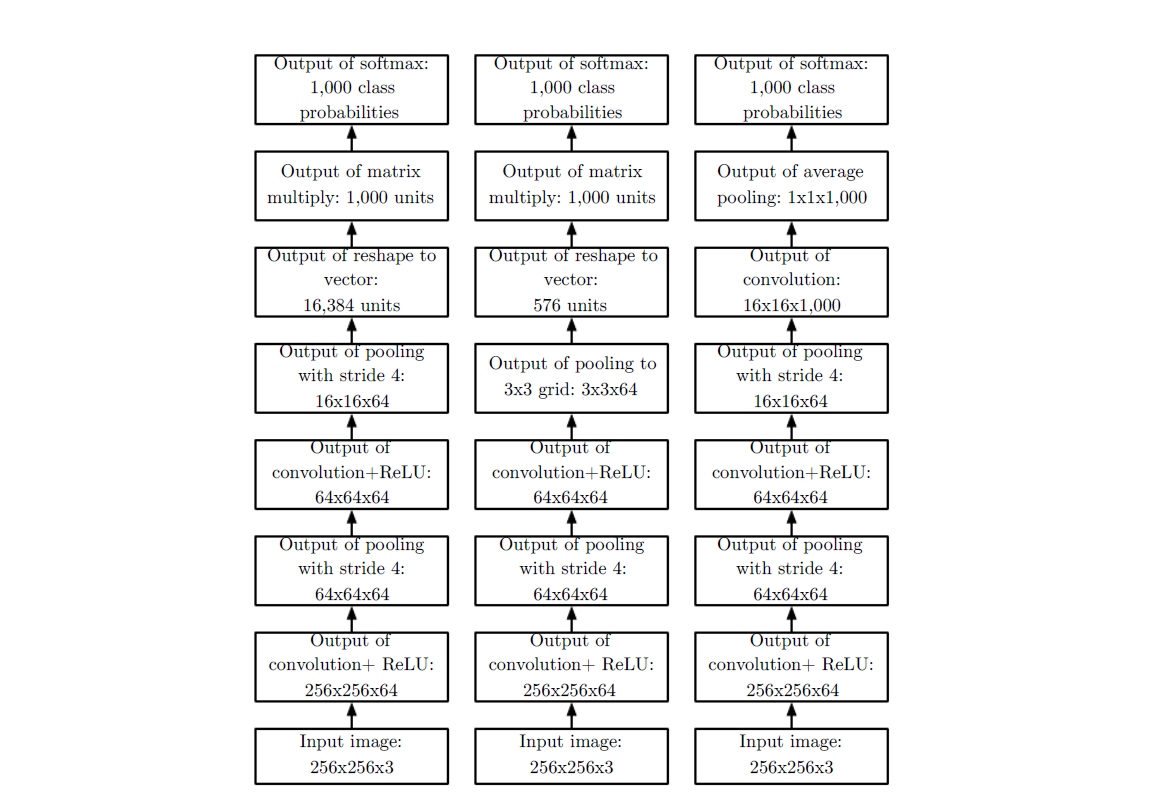 Output of softmax:
1,000 class
probabilities
Output of matrix
multiply: 1,000 units
Output of reshape to
vector:
16,384 units
Output of pooling
with stride 4:
16x16x64
Output of
convolution+ReLU:
64x64x64
Output of pooling
with stride 4:
64x64x64
Output of
convolution+ ReLU:
256x256x64
Input image:
256x256x3
Output of softmax:
1,000 class
probabilities
Output of matrix
multiply: 1,000 units
Output of reshape to
vector:
576 units
Output of pooling to
3x3 grid: 3x3x64
Output of
convolution+ReLU:
64x64x64
Output of pooling
with stride 4:
64x64x64
Output of
convolution+ ReLU:
256x256x64
Input image:
256x256x3
Output of softmax:
1,000 class
probabilities
Output of average
pooling: 1x1x1,000
Output of
convolution:
16x16x1,000
Output of pooling
with stride 4:
16x16x64
Output of
convolution+ReLU:
64x64x64
Output of pooling
with stride 4:
64x64x64
Output of
convolution+ ReLU:
256x256x64
Input image:
256x256x3